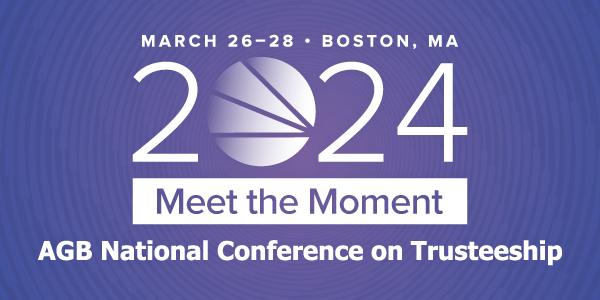 MARCH 26–28 • BOSTON, MA
2024
Meet the Moment
AGB National Conference on Trusteeship